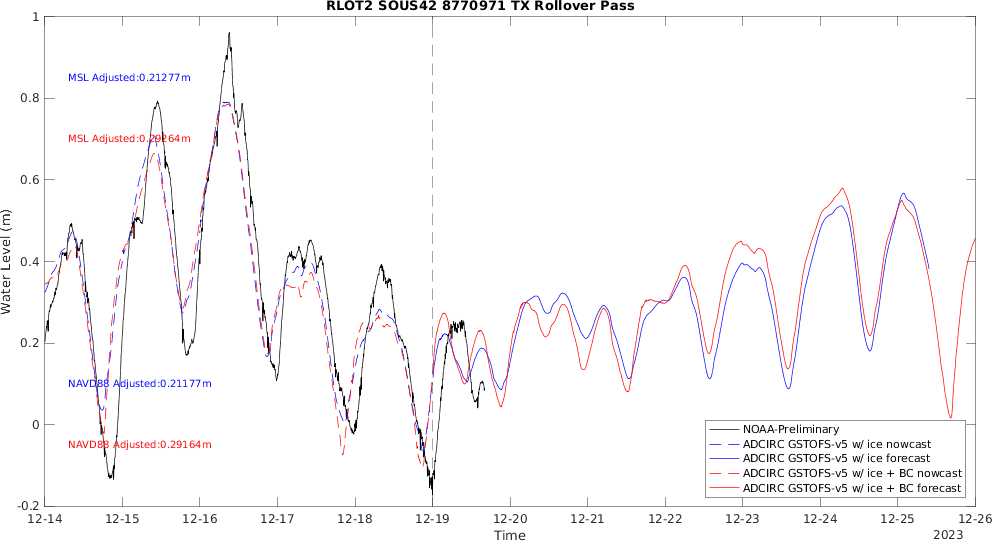 RLOT2 SOUS42 8770971 TX Rollover Pass
1
0.8
0.6
0.4
0.2
0
-0.2
Water Level (m)
MSL Adjusted:0.21277m
MSL Adjusted:0.29264m
NAVD88 Adjusted:0.21177m
NAVD88 Adjusted:0.29164m
NOAA-Preliminary
ADCIRC GSTOFS-v5 w/ ice nowcast
ADCIRC GSTOFS-v5 w/ ice forecast
ADCIRC GSTOFS-v5 w/ ice + BC nowcast
ADCIRC GSTOFS-v5 w/ ice + BC forecast
12-14 12-15 12-16 12-17 12-18 12-19 12-20 12-21 12-22 12-23 12-24 12-25 12-26
Time
2023